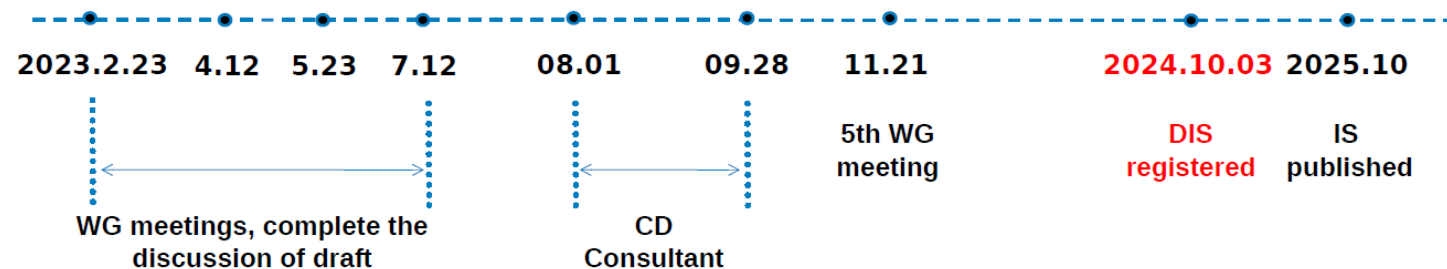 2023.2.23 4.12 5.23 7.12 08.01 09.28 11.21 2024.10.03 2025.10
WG meetings, complete the
discussion of draft
CD
Consultant
5th WG
meeting
DIS
registered
IS
published